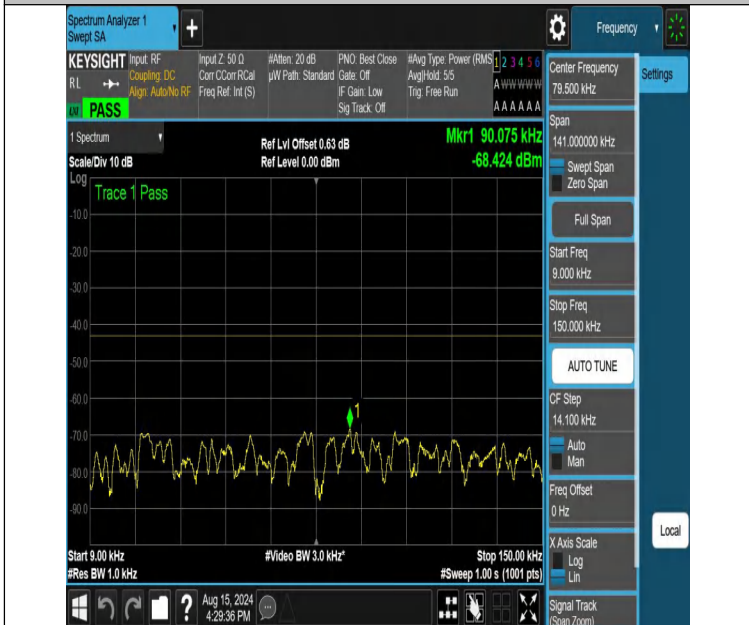 Spectrum Analyzer 1
Swept SA
Frequency
KEYSIGHT
RL
PASS
Input: RF
Coupling: DC
Align: Auto/No RF
Input Z: 50 Ω
Corr CCorr RCal
Freq Ref: Int (S)
#Atten: 20 dB
µW Path: Standard
PNO: Best Close
Gate: Off
IF Gain: Low
Sig Track: Off
#Avg Type: Power (RMS
Avg|Hold: 5/5
Trig: Free Run
1 2 3 4 5 6
A W W W W W
A A A A A A
1 Spectrum
Scale/Div 10 dB
Ref Lvl Offset 0.63 dB
Ref Level 0.00 dBm
Mkr1 90.075 kHz
-68.424 dBm
Log
Trace 1 Pass
-10.0
-20.0
-30.0
-40.0
-50.0
-60.0
-70.0
-80.0
-90.0
1
Start 9.00 kHz
#Res BW 1.0 kHz
#Video BW 3.0 kHz*
Stop 150.00 kHz
#Sweep 1.00 s (1001 pts)
?
Aug 15, 2024
4:29:36 PM
Center Frequency
79.500 kHz
Settings
Span
141.000000 kHz
Swept Span
Zero Span
Full Span
Start Freq
9.000 kHz
Stop Freq
150.000 kHz
AUTO TUNE
CF Step
14.100 kHz
Auto
Man
Freq Offset
0 Hz
Local
X Axis Scale
Log
Lin
Signal Track
(Span Zoom)